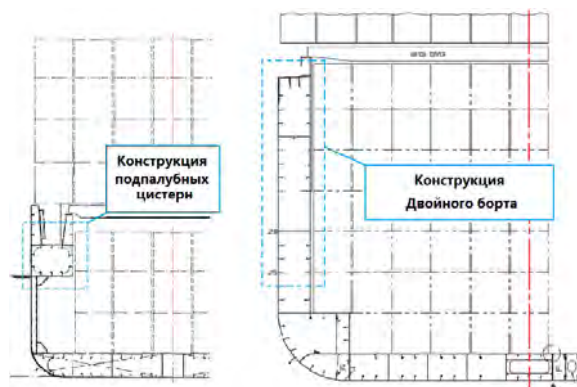 Конструкция
подпалубных
цистерн
Конструкция
Двойного борта